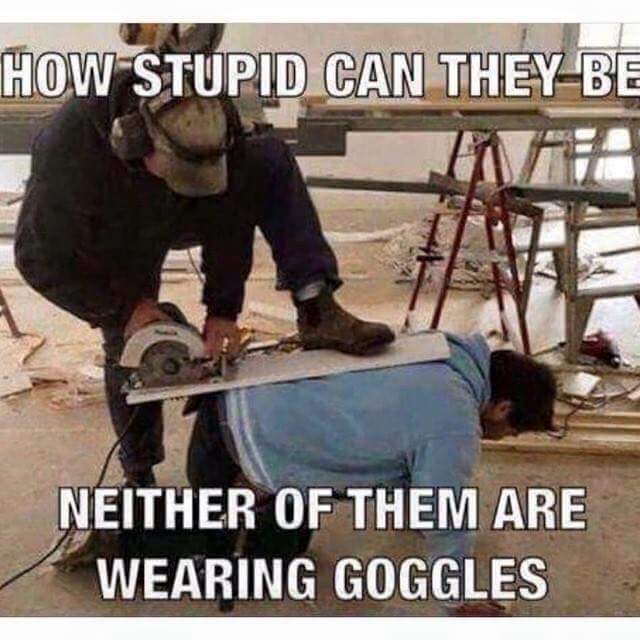 HOW STUPID CAN THEY BE
NEITHER OF THEM ARE
WEARING GOGGLES